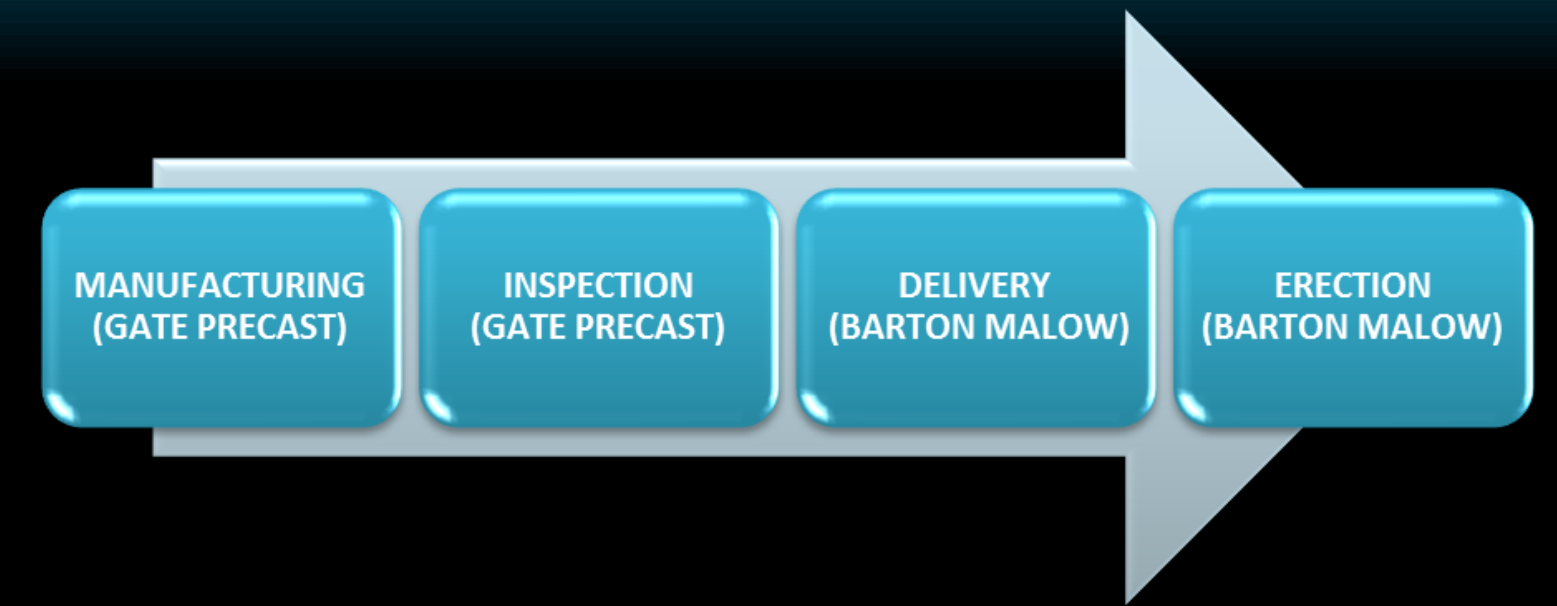 MANUFACTURING
(GATE PRECAST)
INSPECTION
(GATE PRECAST)
DELIVERY
(BARTON MALOW)
ERECTION
(BARTON MALOW)